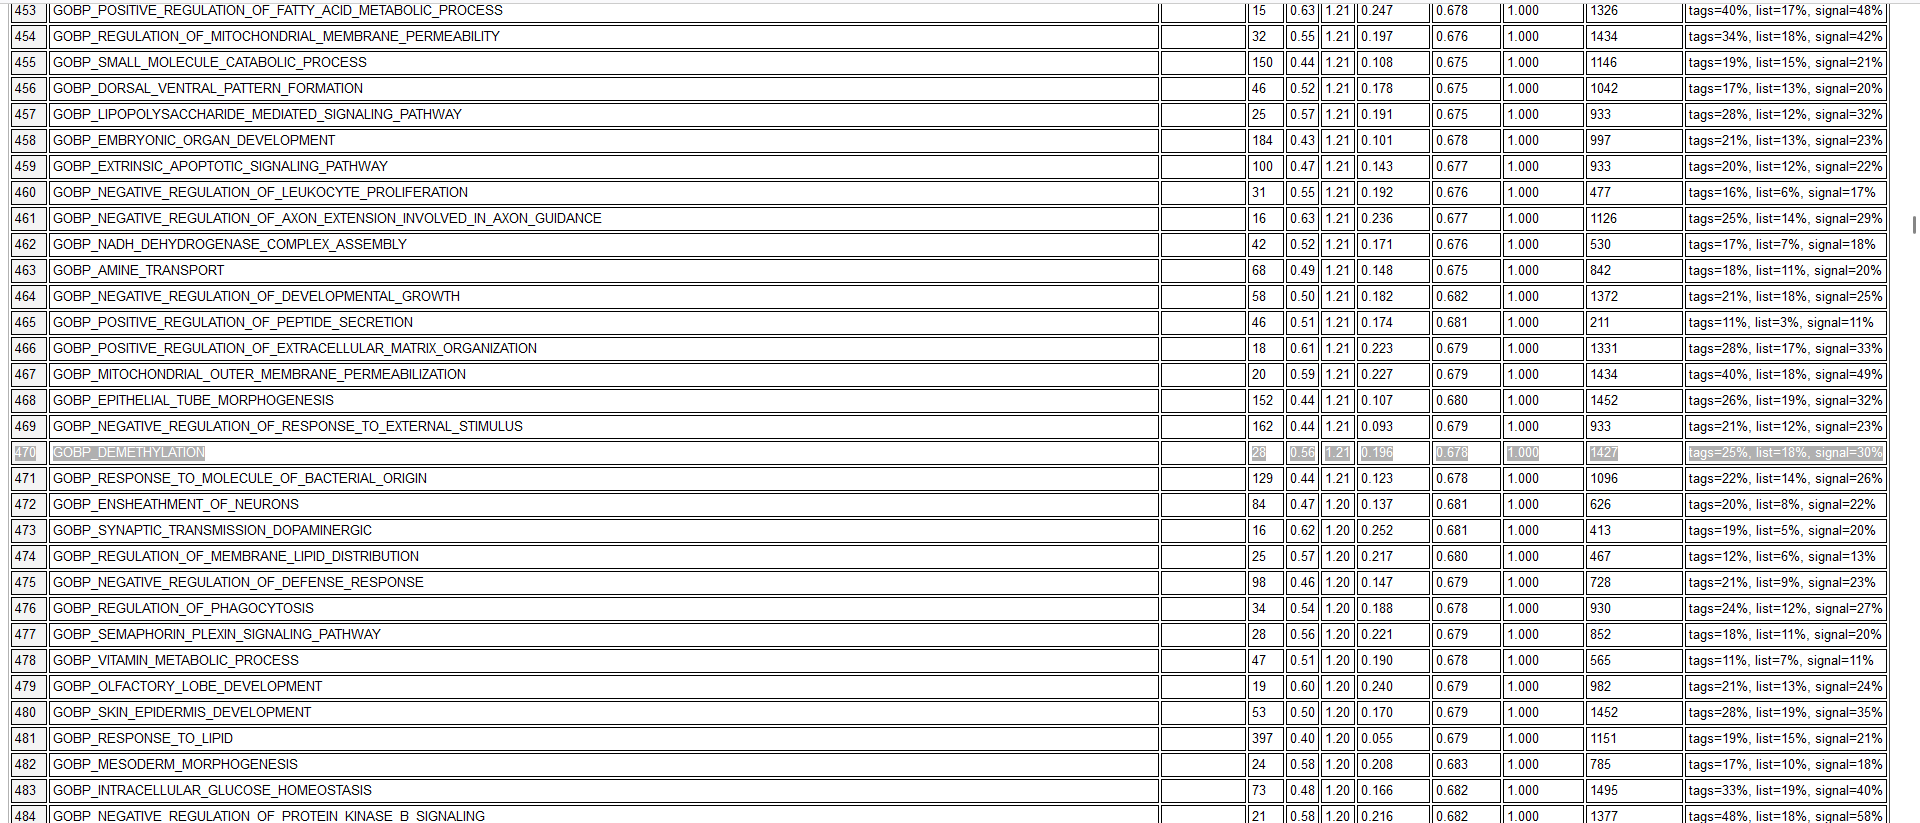 453 GOBP_POSITIVE_REGULATION_OF_FATTY_ACID_METABOLIC_PROCESS 15 0.63 1.21 0.247 0.678 1.000 1326 tags=40%, list=17%, signal=48%
454 GOBP_REGULATION_OF_MITOCHONDRIAL_MEMBRANE_PERMEABILITY 32 0.55 1.21 0.197 0.676 1.000 1434 tags=34%, list=18%, signal=42%
455 GOBP_SMALL_MOLECULE_CATABOLIC_PROCESS 150 0.44 1.21 0.108 0.675 1.000 1146 tags=19%, list=15%, signal=21%
456 GOBP_DORSAL_VENTRAL_PATTERN_FORMATION 46 0.52 1.21 0.178 0.675 1.000 1042 tags=17%, list=13%, signal=20%
457 GOBP_LIPOPOLYSACCHARIDE_MEDIATED_SIGNALING_PATHWAY 25 0.57 1.21 0.191 0.675 1.000 933 tags=28%, list=12%, signal=32%
458 GOBP_EMBRYONIC_ORGAN_DEVELOPMENT 184 0.43 1.21 0.101 0.678 1.000 997 tags=21%, list=13%, signal=23%
459 GOBP_EXTRINSIC_APOPTOTIC_SIGNALING_PATHWAY 100 0.47 1.21 0.143 0.677 1.000 933 tags=20%, list=12%, signal=22%
460 GOBP_NEGATIVE_REGULATION_OF_LEUKOCYTE_PROLIFERATION 31 0.55 1.21 0.192 0.676 1.000 477 tags=16%, list=6%, signal=17%
461 GOBP_NEGATIVE_REGULATION_OF_AXON_EXTENSION_INVOLVED_IN_AXON_GUIDANCE 16 0.63 1.21 0.236 0.677 1.000 1126 tags=25%, list=14%, signal=29%
462 GOBP_NADH_DEHYDROGENASE_COMPLEX_ASSEMBLY 42 0.52 1.21 0.171 0.676 1.000 530 tags=17%, list=7%, signal=18%
463 GOBP_AMINE_TRANSPORT 68 0.49 1.21 0.148 0.675 1.000 842 tags=18%, list=11%, signal=20%
464 GOBP_NEGATIVE_REGULATION_OF_DEVELOPMENTAL_GROWTH 58 0.50 1.21 0.182 0.682 1.000 1372 tags=21%, list=18%, signal=25%
465 GOBP_POSITIVE_REGULATION_OF_PEPTIDE_SECRETION 46 0.51 1.21 0.174 0.681 1.000 211 tags=11%, list=3%, signal=11%
466 GOBP_POSITIVE_REGULATION_OF_EXTRACELLULAR_MATRIX_ORGANIZATION 18 0.61 1.21 0.223 0.679 1.000 1331 tags=28%, list=17%, signal=33%
467 GOBP_MITOCHONDRIAL_OUTER_MEMBRANE_PERMEABILIZATION 20 0.59 1.21 0.227 0.679 1.000 1434 tags=40%, list=18%, signal=49%
468 GOBP_EPITHELIAL_TUBE_MORPHOGENESIS 152 0.44 1.21 0.107 0.680 1.000 1452 tags=26%, list=19%, signal=32%
469 GOBP_NEGATIVE_REGULATION_OF_RESPONSE_TO_EXTERNAL_STIMULUS 162 0.44 1.21 0.093 0.679 1.000 933 tags=21%, list=12%, signal=23%
470 GOBP_DEMETHYLATION 28 0.56 1.21 0.196 0.678 1.000 1427 tags=25%, list=18%, signal=30%
471 GOBP_RESPONSE_TO_MOLECULE_OF_BACTERIAL_ORIGIN 129 0.44 1.21 0.123 0.678 1.000 1096 tags=22%, list=14%, signal=26%
472 GOBP_ENSHEATHMENT_OF_NEURONS 84 0.47 1.20 0.137 0.681 1.000 626 tags=20%, list=8%, signal=22%
473 GOBP_SYNAPTIC_TRANSMISSION_DOPAMINERGIC 16 0.62 1.20 0.252 0.681 1.000 413 tags=19%, list=5%, signal=20%
474 GOBP_REGULATION_OF_MEMBRANE_LIPID_DISTRIBUTION 25 0.57 1.20 0.217 0.680 1.000 467 tags=12%, list=6%, signal=13%
475 GOBP_NEGATIVE_REGULATION_OF_DEFENSE_RESPONSE 98 0.46 1.20 0.147 0.679 1.000 728 tags=21%, list=9%, signal=23%
476 GOBP_REGULATION_OF_PHAGOCYTOSIS 34 0.54 1.20 0.188 0.678 1.000 930 tags=24%, list=12%, signal=27%
477 GOBP_SEMAPHORIN_PLEXIN_SIGNALING_PATHWAY 28 0.56 1.20 0.221 0.679 1.000 852 tags=18%, list=11%, signal=20%
478 GOBP_VITAMIN_METABOLIC_PROCESS 47 0.51 1.20 0.190 0.678 1.000 565 tags=11%, list=7%, signal=11%
479 GOBP_OLFACTORY_LOBE_DEVELOPMENT 19 0.60 1.20 0.240 0.679 1.000 982 tags=21%, list=13%, signal=24%
480 GOBP_SKIN_EPIDERMIS_DEVELOPMENT 53 0.50 1.20 0.170 0.679 1.000 1452 tags=28%, list=19%, signal=35%
481 GOBP_RESPONSE_TO_LIPID 397 0.40 1.20 0.055 0.679 1.000 1151 tags=19%, list=15%, signal=21%
482 GOBP_MESODERM_MORPHOGENESIS 24 0.58 1.20 0.208 0.683 1.000 785 tags=17%, list=10%, signal=18%
483 GOBP_INTRACELLULAR_GLUCOSE_HOMEOSTASIS 73 0.48 1.20 0.166 0.682 1.000 1495 tags=33%, list=19%, signal=40%
484 GOBP_NEGATIVE_REGULATION_OF_PROTEIN_KINASE_B_SIGNALING 21 0.58 1.20 0.216 0.682 1.000 1377 tags=48%, list=18%, signal=58%